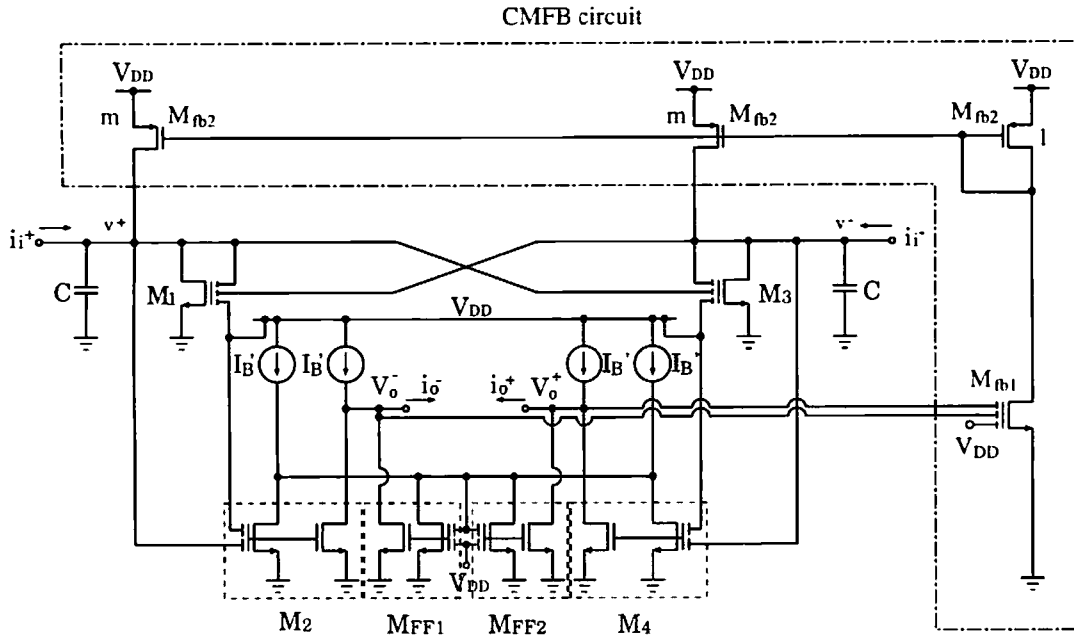 CMFB circuit
VDD VDD VDD
m Mfb2 m Mfb2 Mfb2 l
ii+ v+ v- ii-
C M1 M3 C
VDD
IB' IB' IB' IB'
Vo- io- io+ Vo+
Mfb1
VDD
VDD
M2 MFF1 MFF2 M4